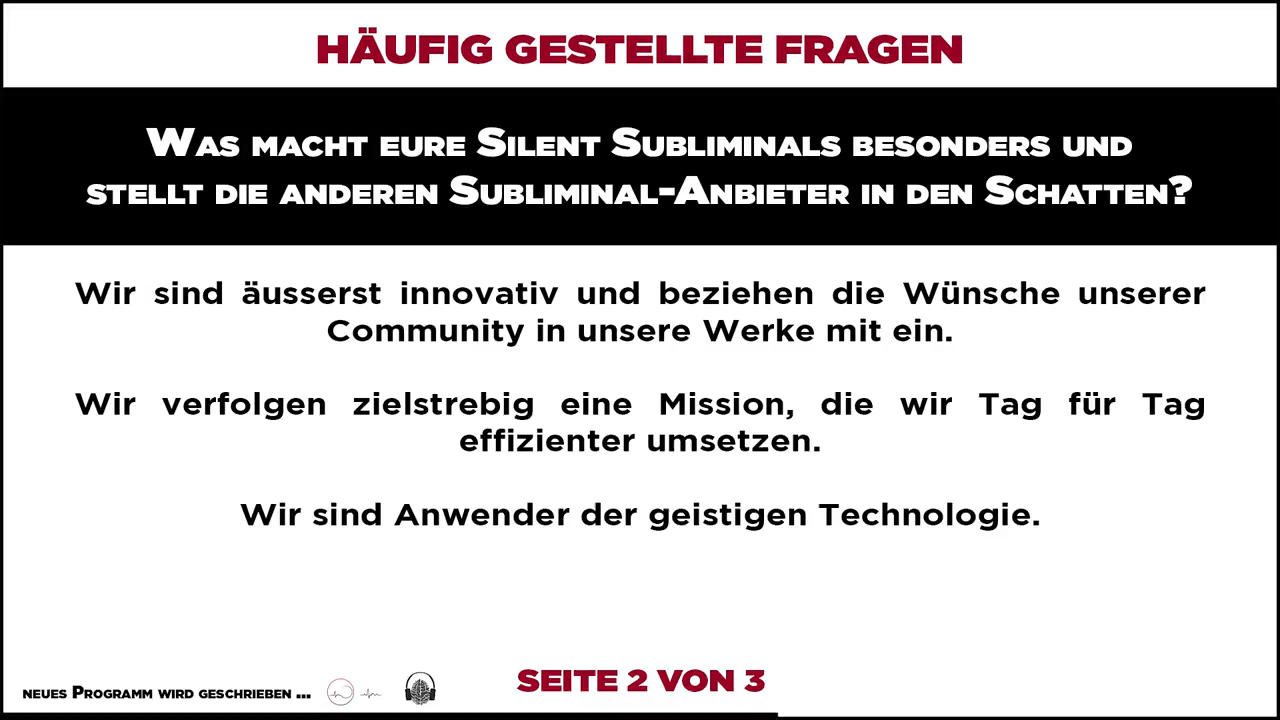 HÄUFIG GESTELLTE FRAGEN
Was macht eure Silent Subliminals besonders und
stellt die anderen Subliminal-Anbieter in den Schatten?
Wir sind äusserst innovativ und beziehen die Wünsche unserer
Community in unsere Werke mit ein.
Wir verfolgen zielstrebig eine Mission, die wir Tag für Tag
effizienter umsetzen.
Wir sind Anwender der geistigen Technologie.
SEITE 2 VON 3
neues Programm wird geschrieben ...